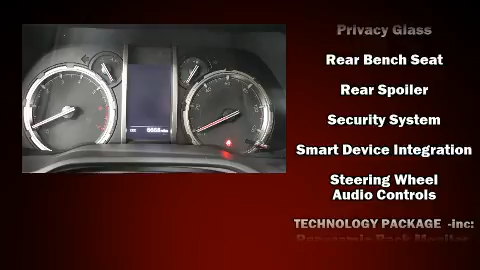 Privacy Glass
Rear Bench Seat
Rear Spoiler
Security System
Smart Device Integration
Steering Wheel
Audio Controls
TECHNOLOGY PACKAGE -inc: